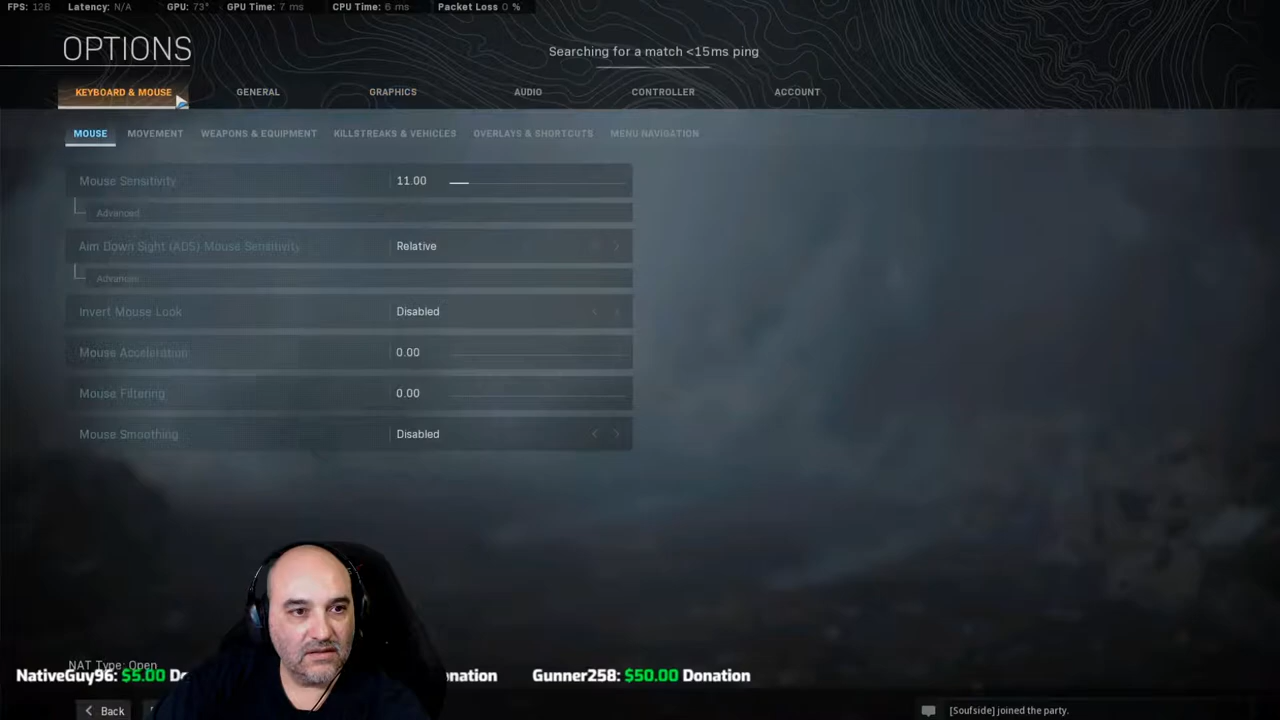 FPS: 128 Latency: N/A GPU: 73° GPU Time: 7 ms CPU Time: 6 ms Packet Loss 0 %
OPTIONS
Searching for a match <15ms ping
KEYBOARD & MOUSE GENERAL GRAPHICS AUDIO CONTROLLER ACCOUNT
MOUSE MOVEMENT WEAPONS & EQUIPMENT KILLSTREAKS & VEHICLES OVERLAYS & SHORTCUTS MENU NAVIGATION
Mouse Sensitivity 11.00
Advanced
Aim Down Sight (ADS) Mouse Sensitivity Relative
Advanced
Invert Mouse Look Disabled
Mouse Acceleration 0.00
Mouse Filtering 0.00
Mouse Smoothing Disabled
NAT Type: Open
NativeGuy96: $5.00 Do nation Gunner258: $50.00 Donation
Back [Soufside] joined the party.